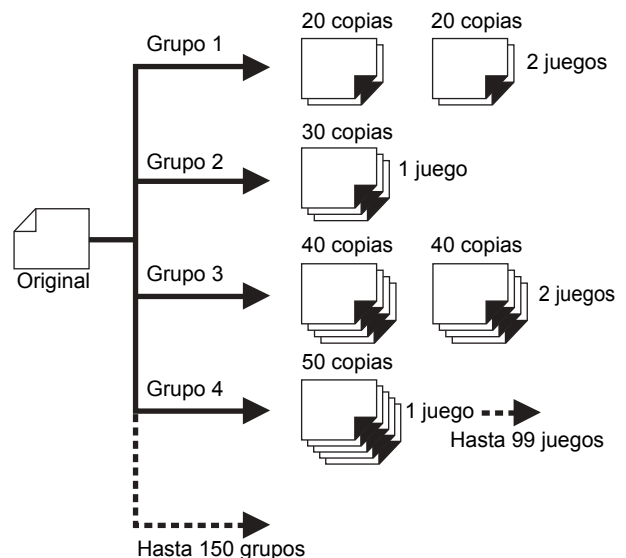 20 copias 20 copias
Grupo 1
2 juegos
30 copias
Grupo 2
1 juego
40 copias 40 copias
Grupo 3
2 juegos
Original
50 copias
Grupo 4
1 juego
Hasta 99 juegos
Hasta 150 grupos